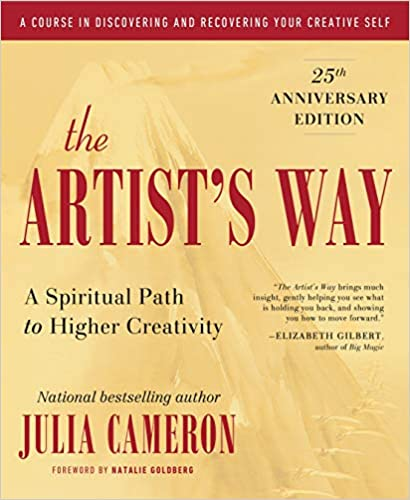 A COURSE IN DISCOVERING AND RECOVERING YOUR CREATIVE SELF
25th
ANNIVERSARY
EDITION
the
ARTIST'S WAY
A Spiritual Path
to Higher Creativity
"The Artist's Way brings much
insight, gently helping you see what
is holding you back, and showing
you how to move forward."
—ELIZABETH GILBERT,
author of Big Magic
National bestselling author
JULIA CAMERON
FOREWORD BY NATALIE GOLDBERG